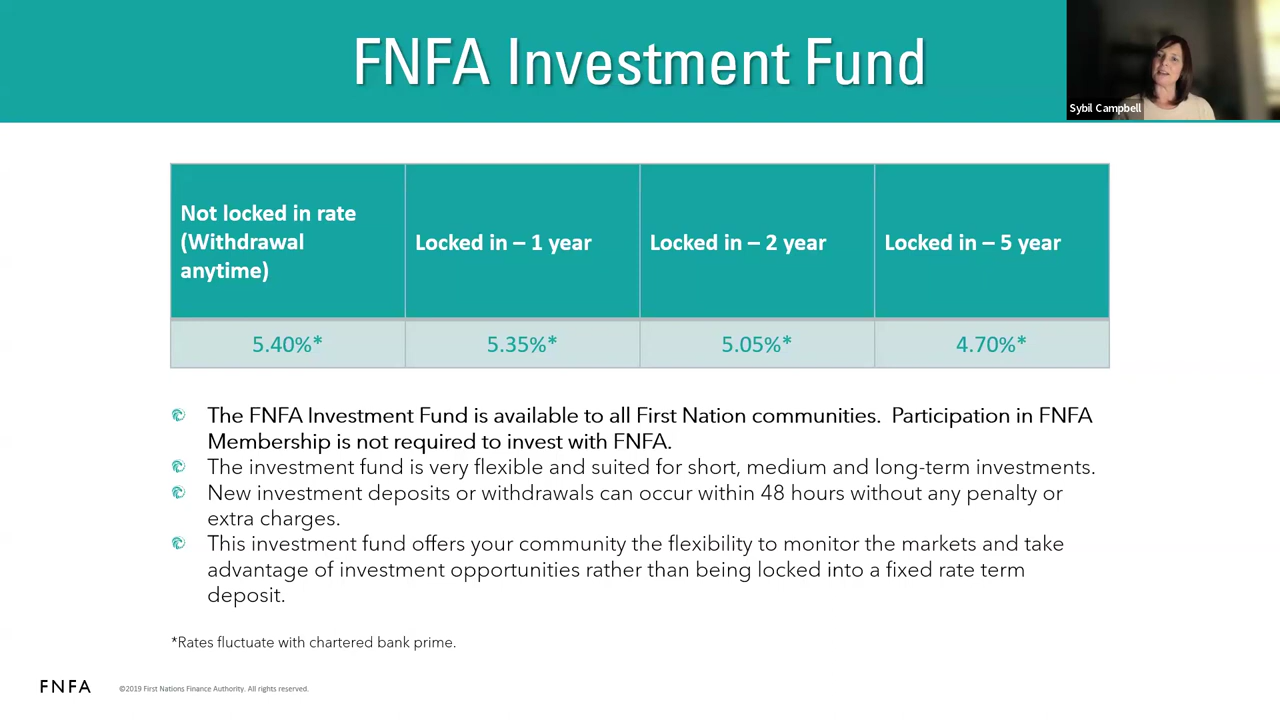 FNFA Investment Fund
Sybil Campbell
Not locked in rate
(Withdrawal
anytime)
Locked in – 1 year
Locked in – 2 year
Locked in – 5 year
5.40%*
5.35%*
5.05%*
4.70%*
The FNFA Investment Fund is available to all First Nation communities.  Participation in FNFA
Membership is not required to invest with FNFA.
The investment fund is very flexible and suited for short, medium and long-term investments.
New investment deposits or withdrawals can occur within 48 hours without any penalty or
extra charges.
This investment fund offers your community the flexibility to monitor the markets and take
advantage of investment opportunities rather than being locked into a fixed rate term
deposit.
*Rates fluctuate with chartered bank prime.
FNFA
©2019 First Nations Finance Authority. All rights reserved.